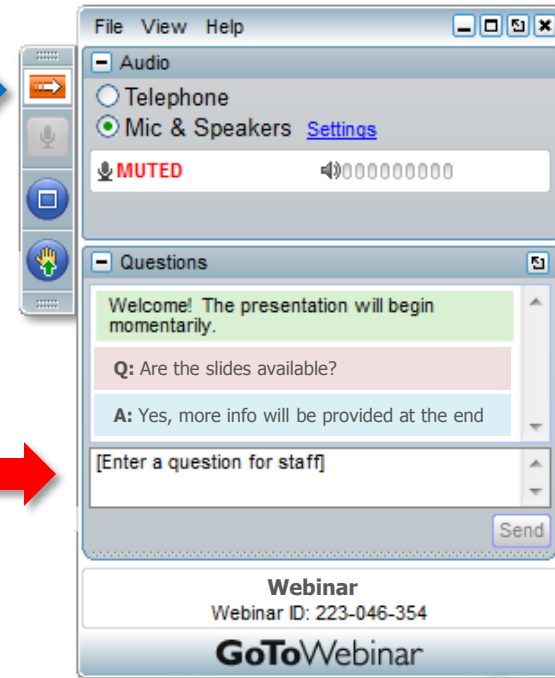 File View Help
Audio
Telephone
Mic & Speakers Settings
MUTED 000000000
Questions
Welcome! The presentation will begin
momentarily.
Q: Are the slides available?
A: Yes, more info will be provided at the end
[Enter a question for staff]
Send
Webinar
Webinar ID: 223-046-354
GoToWebinar